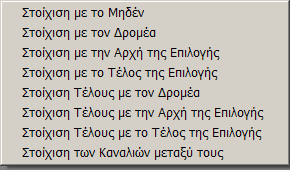 Στοίχιση με το Μηδέν
Στοίχιση με τον Δρομέα
Στοίχιση με την Αρχή της Επιλογής
Στοίχιση με το Τέλος της Επιλογής
Στοίχιση Τέλους με τον Δρομέα
Στοίχιση Τέλους με την Αρχή της Επιλογής
Στοίχιση Τέλους με το Τέλος της Επιλογής
Στοίχιση των Καναλιών μεταξύ τους